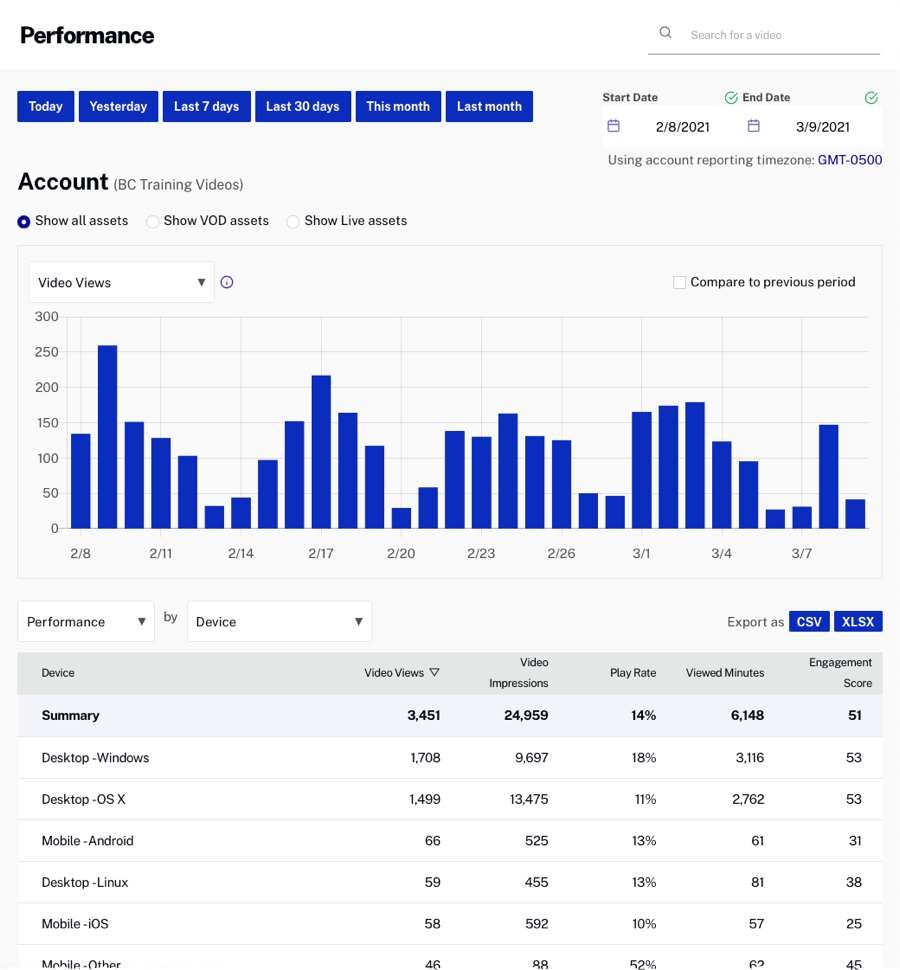 Performance
Search for a video
Today Yesterday Last 7 days Last 30 days This month Last month
Start Date End Date
2/8/2021 3/9/2021
Using account reporting timezone: GMT-0500
Account (BC Training Videos)
Show all assets Show VOD assets Show Live assets
Video Views ▼ Compare to previous period
300
250
200
150
100
50
0
2/8 2/11 2/14 2/17 2/20 2/23 2/26 3/1 3/4 3/7
Performance ▼ by Device ▼ Export as CSV XLSX
Device Video Views ▽ Video Impressions Play Rate Viewed Minutes Engagement Score
Summary 3,451 24,959 14% 6,148 51
Desktop - Windows 1,708 9,697 18% 3,116 53
Desktop - OS X 1,499 13,475 11% 2,762 53
Mobile - Android 66 525 13% 61 31
Desktop - Linux 59 455 13% 81 38
Mobile - iOS 58 592 10% 57 25
Mobile - Other 46 88 52% 62 45